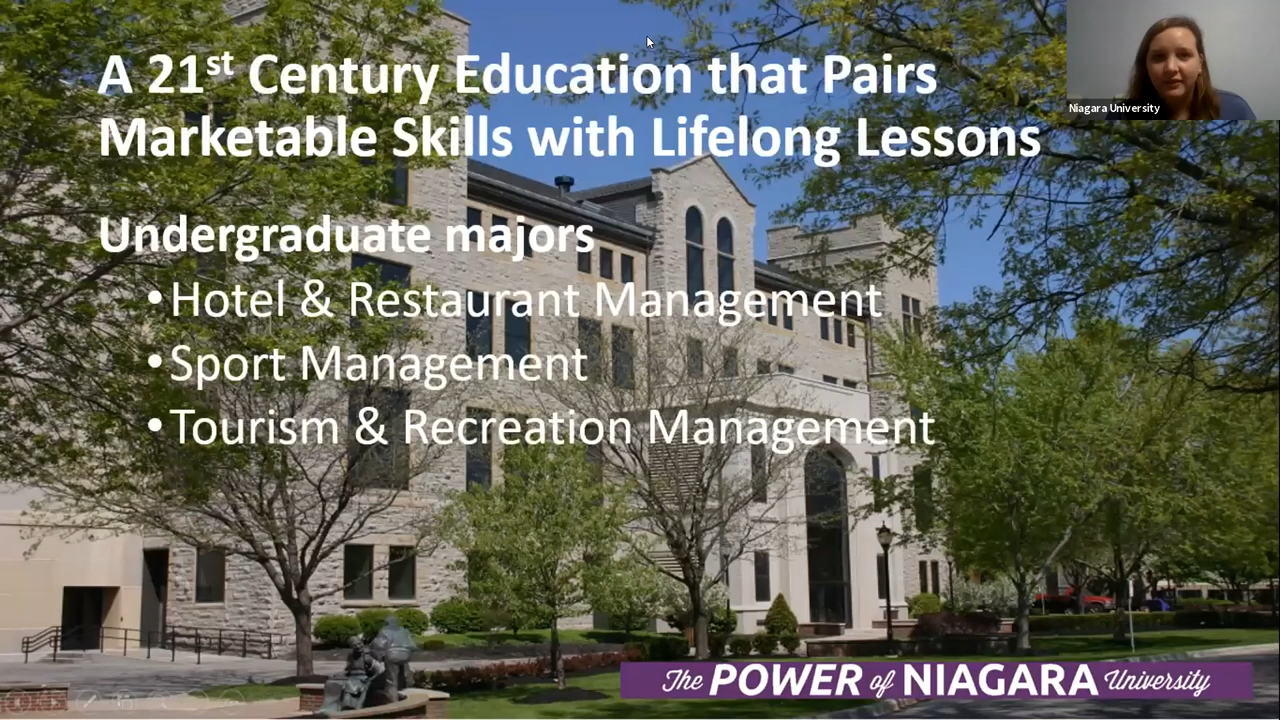 A 21st Century Education that Pairs
Marketable Skills with Lifelong Lessons
Niagara University
Undergraduate majors
•Hotel & Restaurant Management
•Sport Management
•Tourism & Recreation Management
The POWER of NIAGARA University